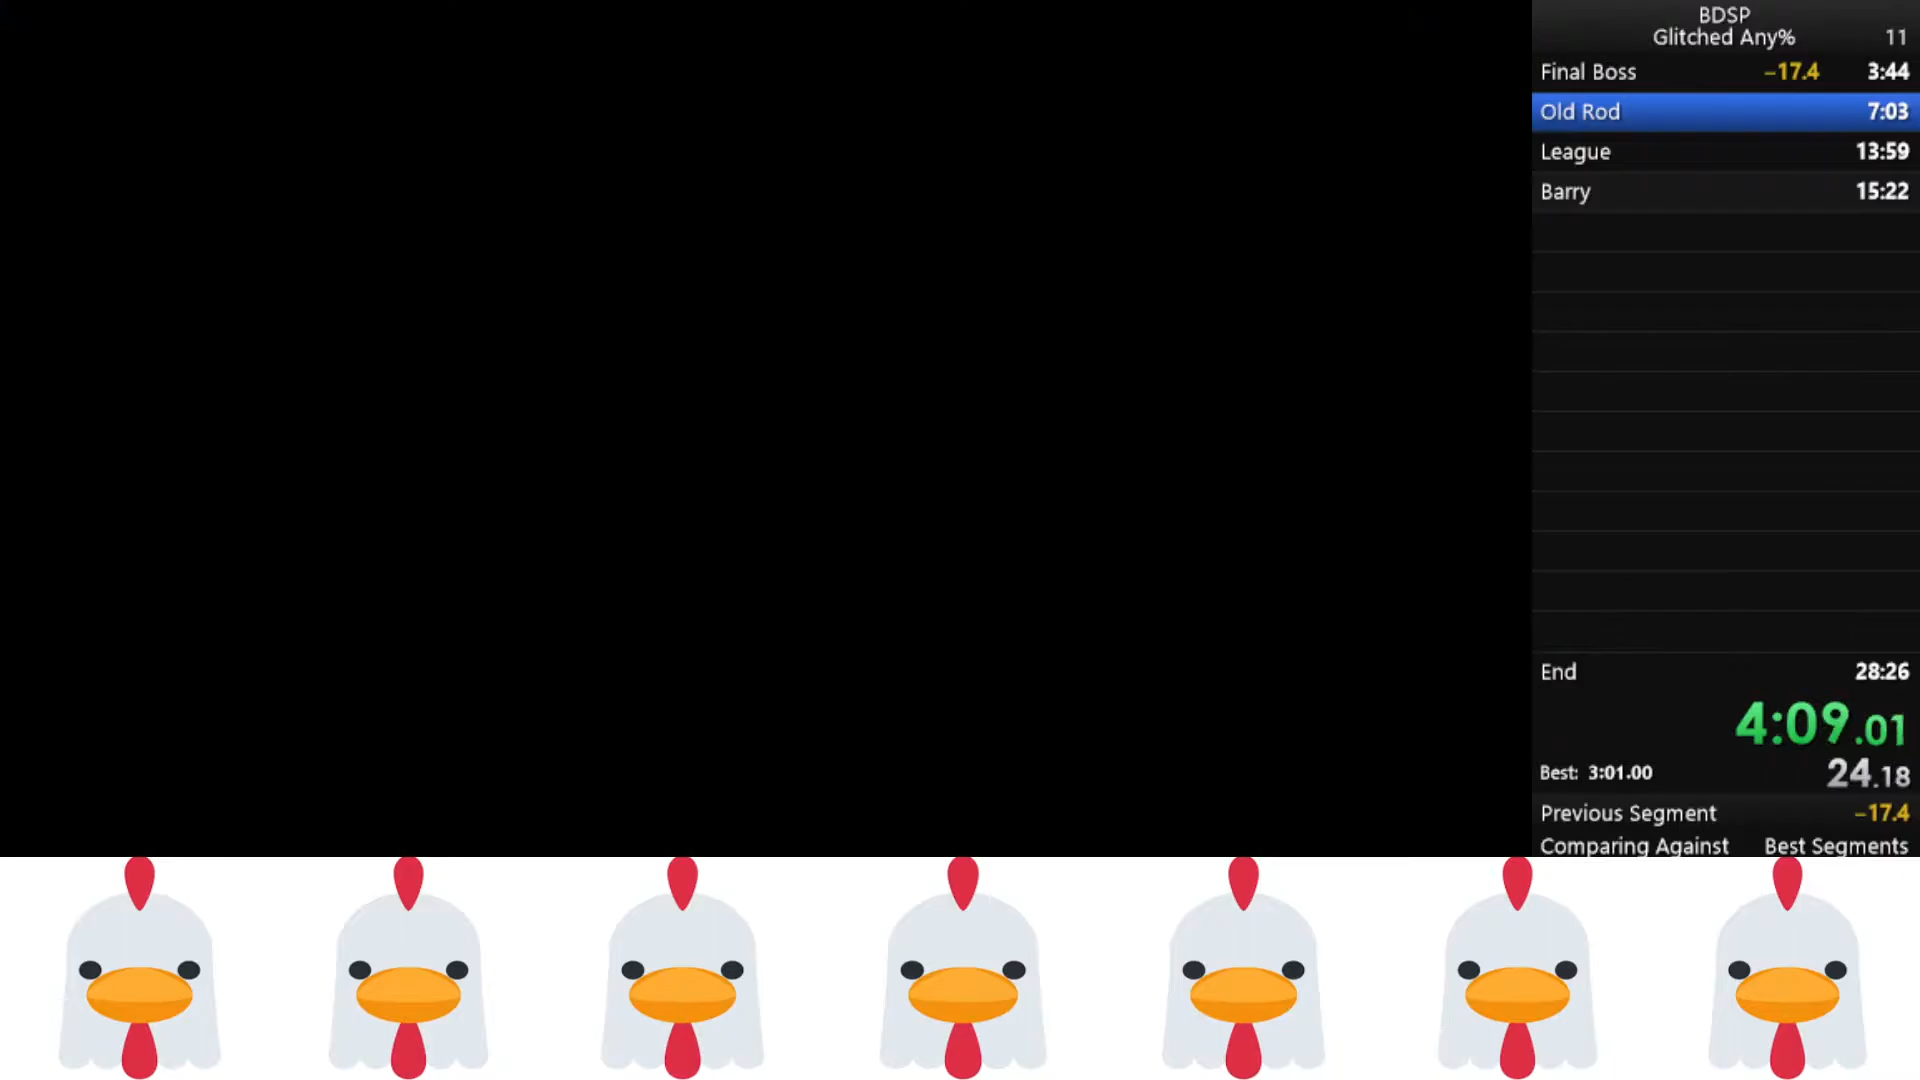 BDSP
Glitched Any% 11
Final Boss -17.4 3:44
Old Rod 7:03
League 13:59
Barry 15:22
End 28:26
4:09.01
Best: 3:01.00 24.18
Previous Segment -17.4
Comparing Against Best Segments